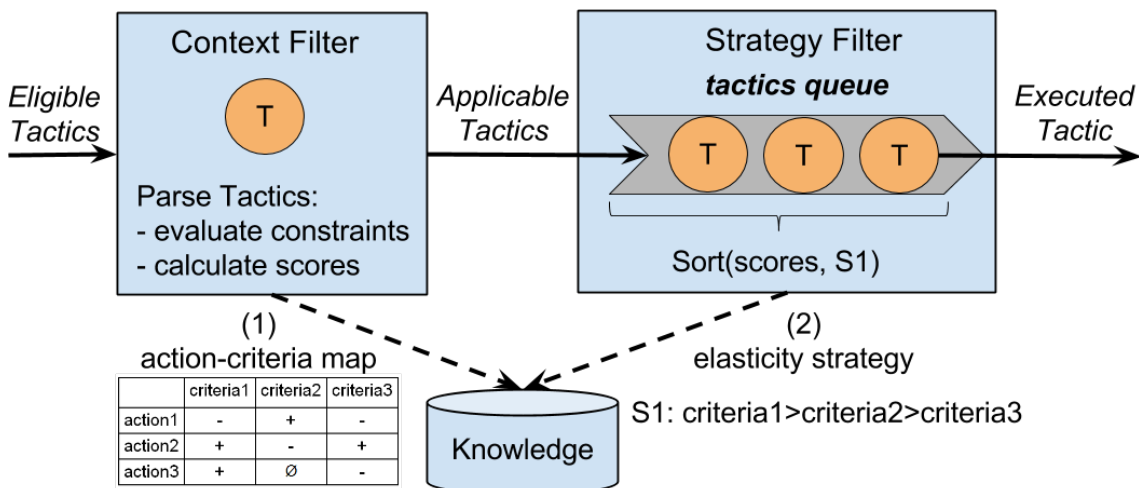 Context Filter
T
Parse Tactics:
- evaluate constraints
- calculate scores
Eligible
Tactics
Applicable
Tactics
Strategy Filter
tactics queue
T T T
Sort(scores, S1)
Executed
Tactic
(1)
action-criteria map
criteria1 criteria2 criteria3
action1 - + -
action2 + - +
action3 + Ø -
Knowledge
(2)
elasticity strategy
S1: criteria1>criteria2>criteria3